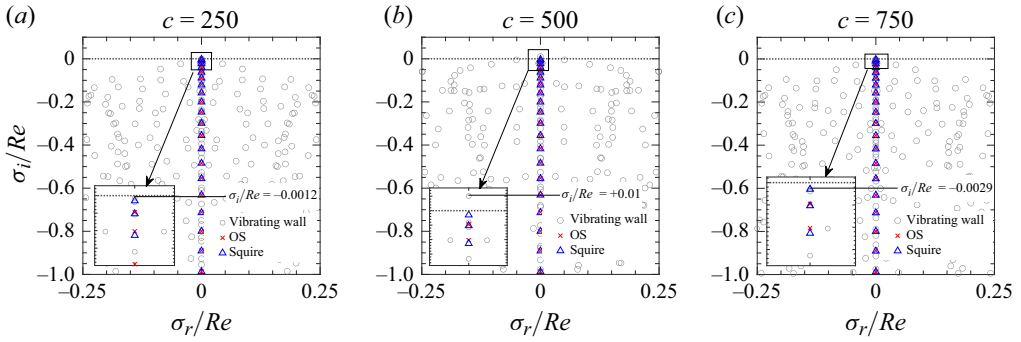 (a) c = 250
(b) c = 500
(c) c = 750
σi/Re
0
−0.2
−0.4
−0.6
−0.8
−1.0
σi/Re = −0.0012
Vibrating wall
OS
Squire
−0.25 0 0.25
σr/Re
0
−0.2
−0.4
−0.6
−0.8
−1.0
σi/Re = +0.01
Vibrating wall
OS
Squire
−0.25 0 0.25
σr/Re
0
−0.2
−0.4
−0.6
−0.8
−1.0
σi/Re = −0.0029
Vibrating wall
OS
Squire
−0.25 0 0.25
σr/Re